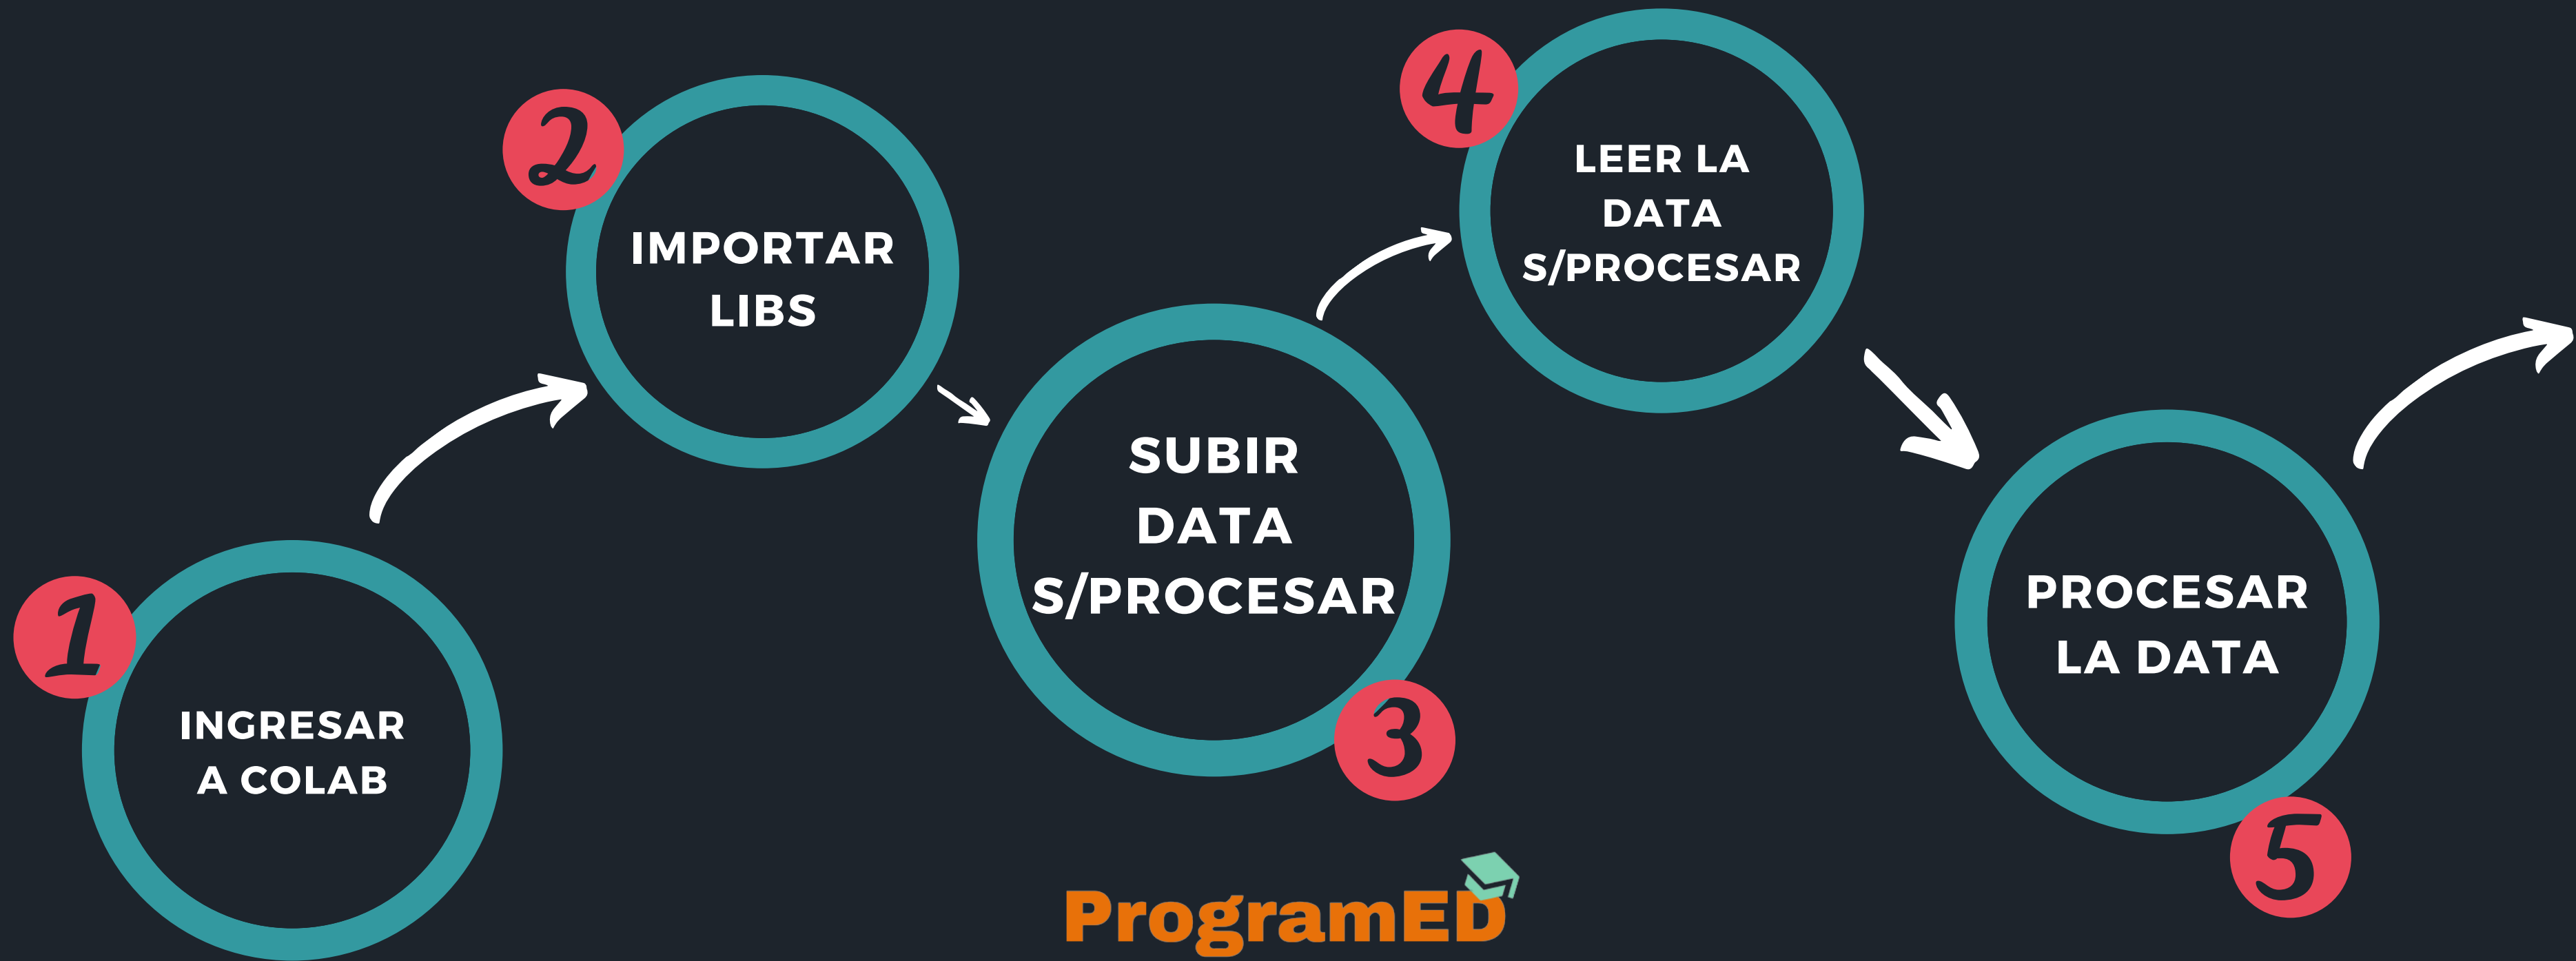 1
INGRESAR
A COLAB
2
IMPORTAR
LIBS
SUBIR
DATA
S/PROCESAR
3
4
LEER LA
DATA
S/PROCESAR
PROCESAR
LA DATA
5
ProgramED